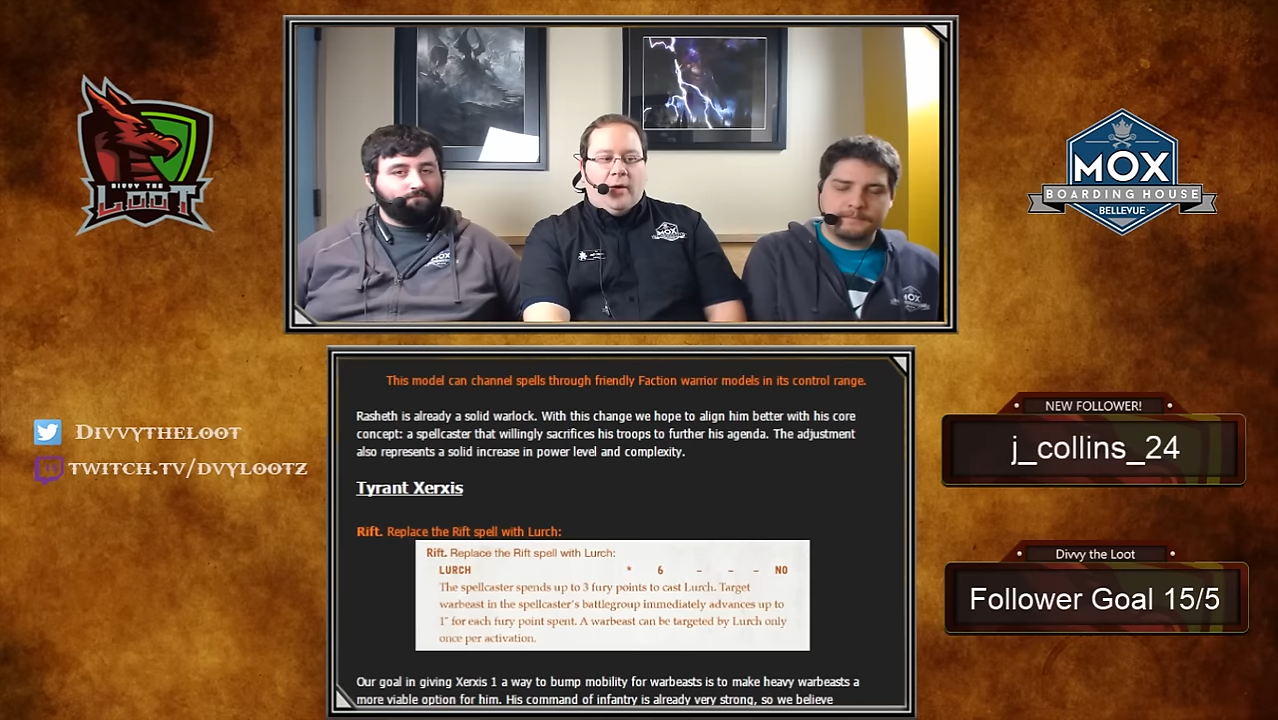 DIVVY THE
LOOT
MOX
BOARDING HOUSE
BELLEVUE
MOX
MOX
MOX
This model can channel spells through friendly Faction warrior models in its control range.
Rasheth is already a solid warlock. With this change we hope to align him better with his core
concept: a spellcaster that willingly sacrifices his troops to further his agenda. The adjustment
also represents a solid increase in power level and complexity.
Tyrant Xerxis
Rift. Replace the Rift spell with Lurch:
Rift. Replace the Rift spell with Lurch:
LURCH * 6 – – – NO
The spellcaster spends up to 3 fury points to cast Lurch. Target
warbeast in the spellcaster's battlegroup immediately advances up to
1" for each fury point spent. A warbeast can be targeted by Lurch only
once per activation.
Our goal in giving Xerxis 1 a way to bump mobility for warbeasts is to make heavy warbeasts a
more viable option for him. His command of infantry is already very strong, so we believe
DIVVYTHELOOT
TWITCH.TV/DVYLOOTZ
NEW FOLLOWER!
j_collins_24
Divvy the Loot
Follower Goal 15/5